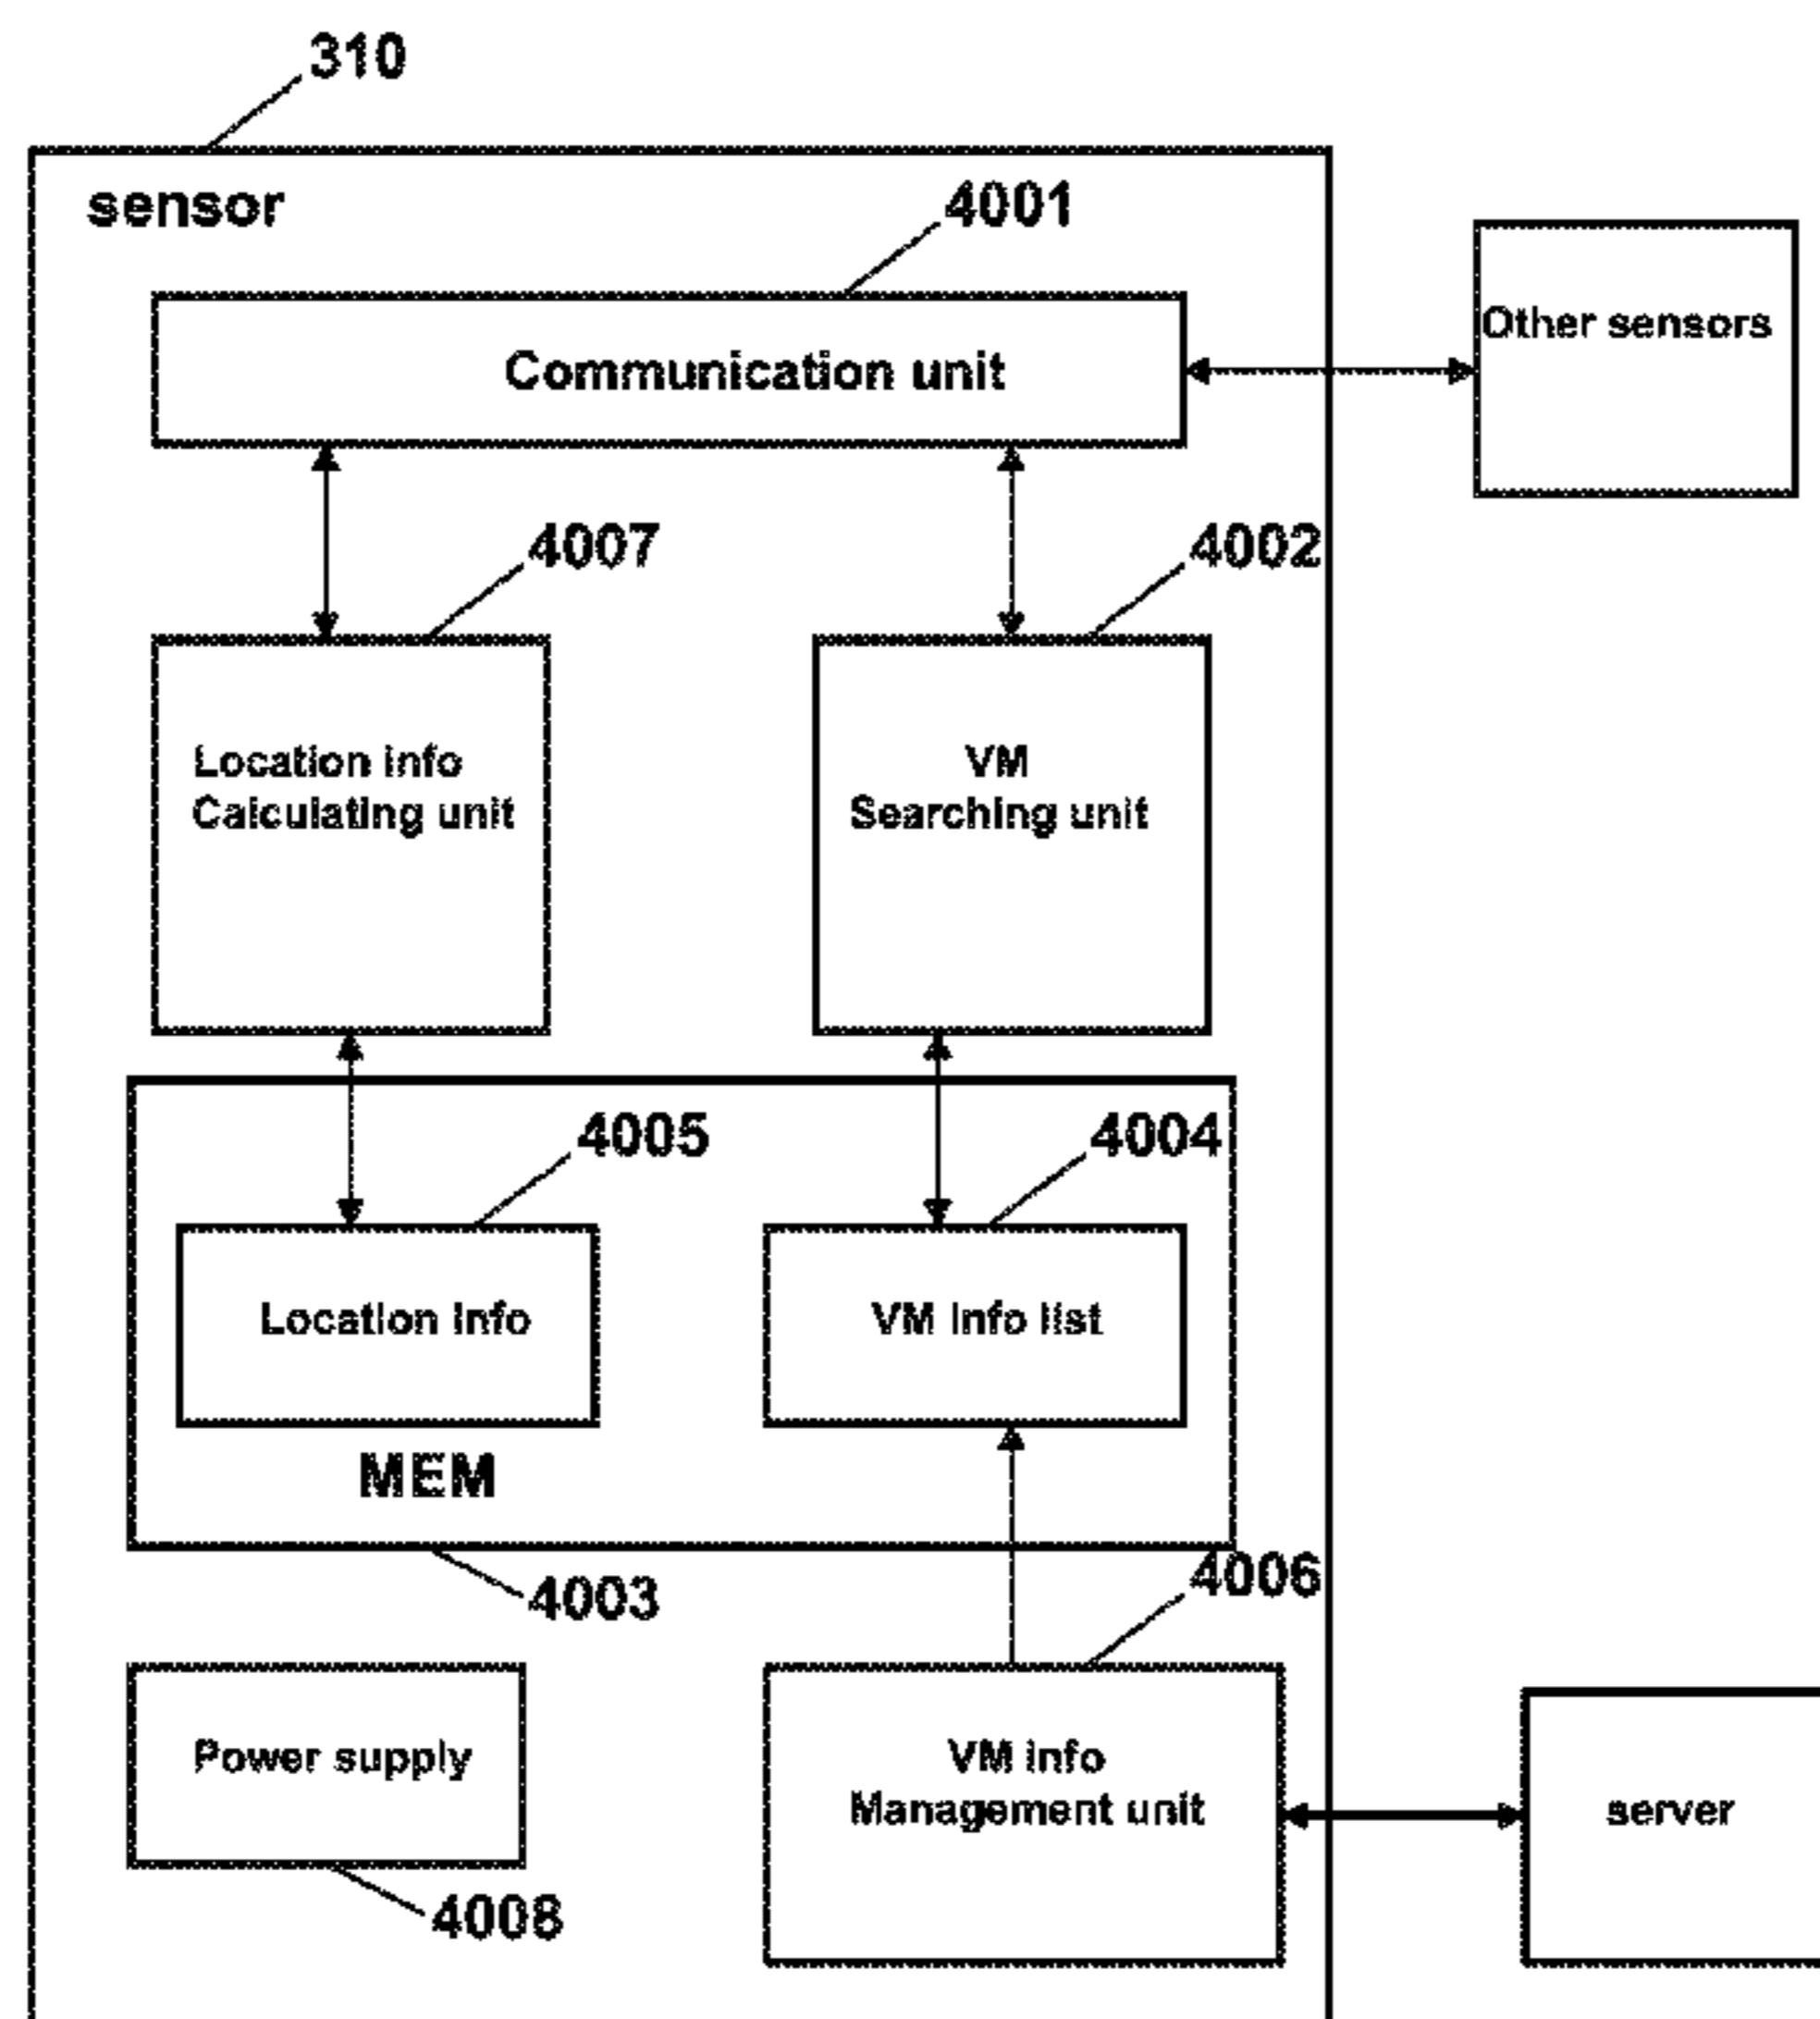 310
sensor
4001
Communication unit
Other sensors
4007
4002
Location info
Calculating unit
VM
Searching unit
4005
4004
Location info
VM info list
MEM
4003
4006
Power supply
VM info
Management unit
server
4008